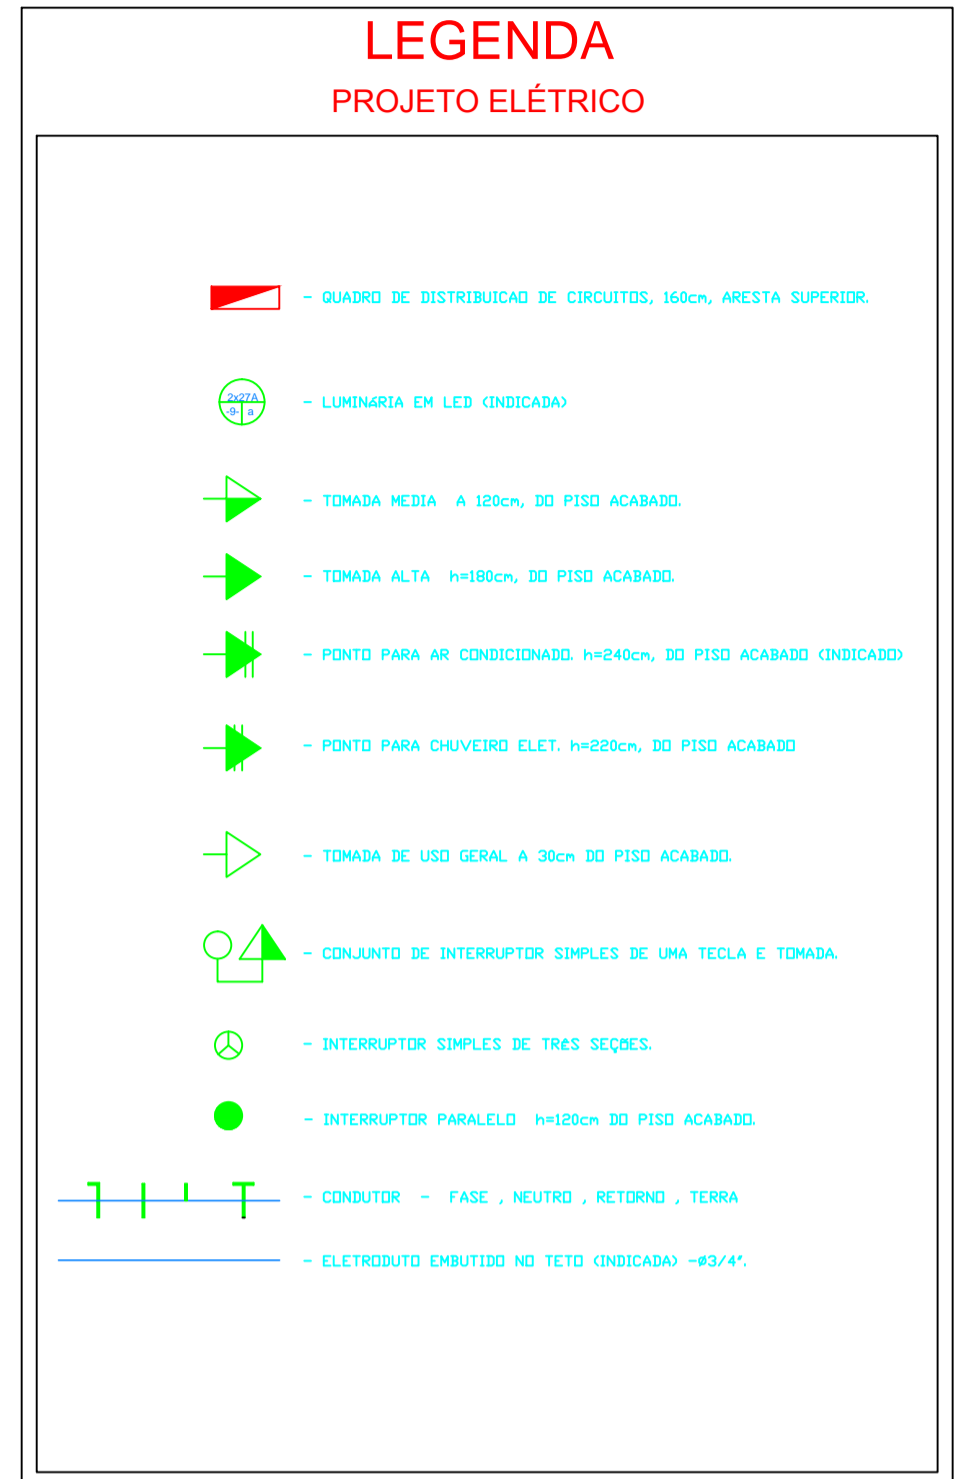 LEGENDA
PROJETO ELÉTRICO
- QUADRO DE DISTRIBUICAO DE CIRCUITOS, 160cm, ARESTA SUPERIOR.
2x27A
-9- a
- LUMINÁRIA EM LED (INDICADA)
- TOMADA MEDIA A 120cm, DO PISO ACABADO.
- TOMADA ALTA h=180cm, DO PISO ACABADO.
- PONTO PARA AR CONDICIONADO. h=240cm, DO PISO ACABADO (INDICADO)
- PONTO PARA CHUVEIRO ELET. h=220cm, DO PISO ACABADO
- TOMADA DE USO GERAL A 30cm DO PISO ACABADO.
- CONJUNTO DE INTERRUPTOR SIMPLES DE UMA TECLA E TOMADA.
- INTERRUPTOR SIMPLES DE TRÊS SEÇÕES.
- INTERRUPTOR PARALELO h=120cm DO PISO ACABADO.
- CONDUTOR - FASE , NEUTRO , RETORNO , TERRA
- ELETRODUTO EMBUTIDO NO TETO (INDICADA) -ø3/4".